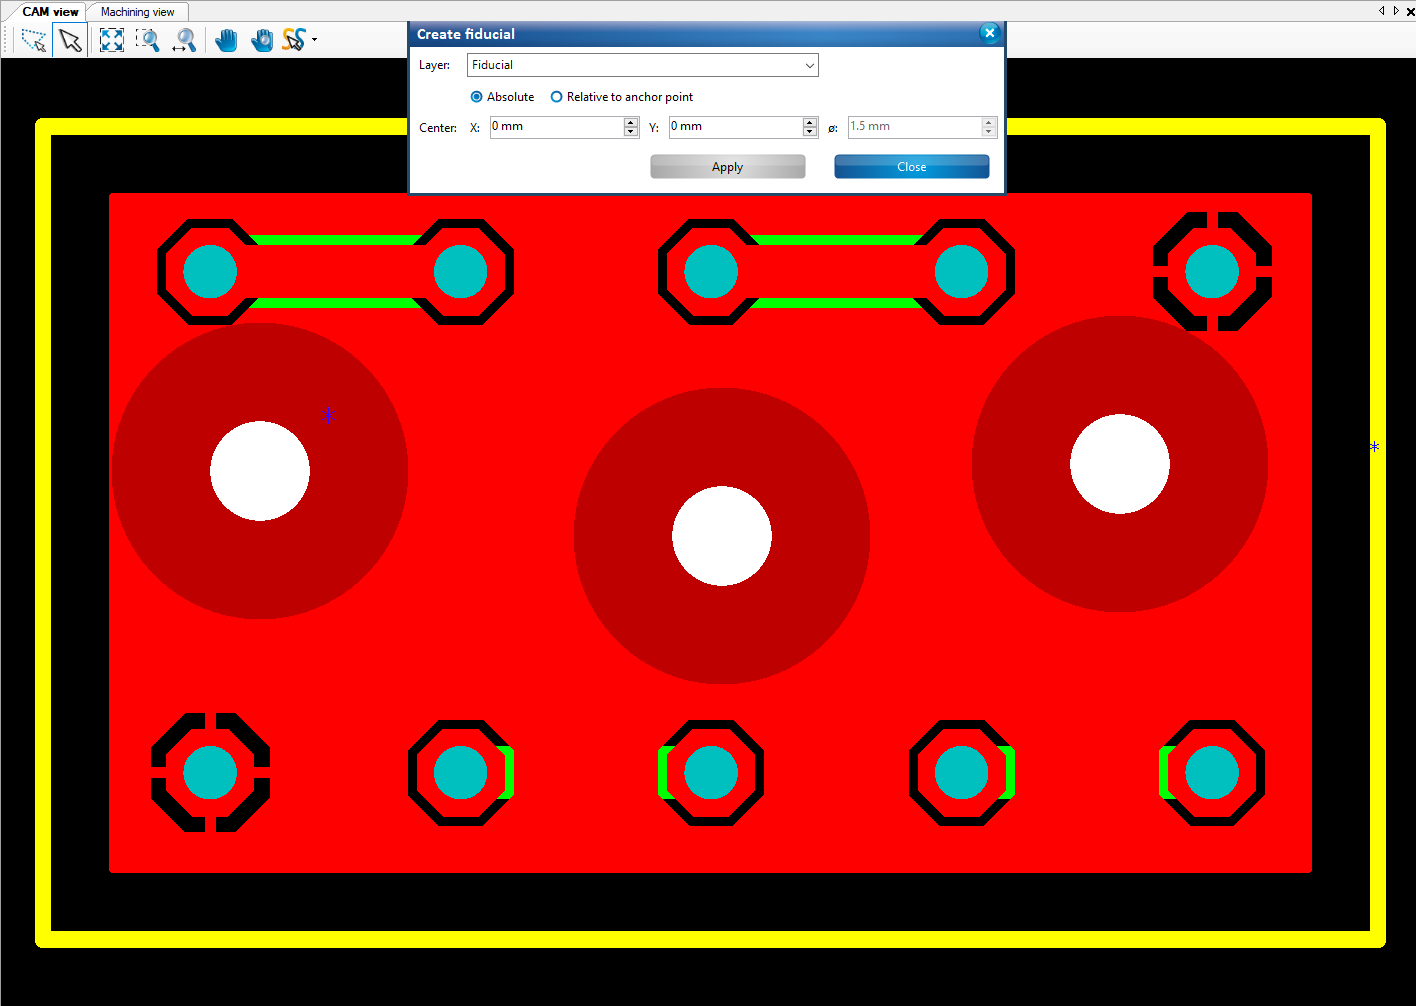 CAM view Machining view
Create fiducial
Layer: Fiducial
Absolute Relative to anchor point
Center: X: 0 mm Y: 0 mm ø: 1.5 mm
Apply Close